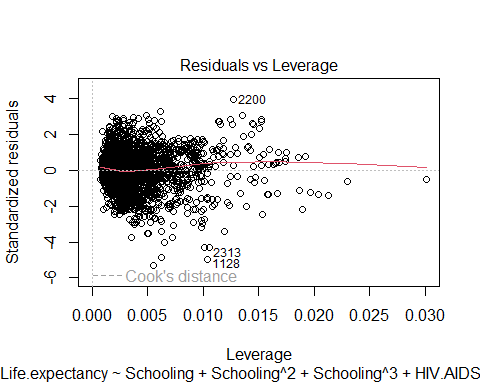 Residuals vs Leverage
Standardized residuals
4
2
0
-2
-4
-6
2200
2313
1128
Cook's distance
0.000 0.005 0.010 0.015 0.020 0.025 0.030
Leverage
Life.expectancy ~ Schooling + Schooling^2 + Schooling^3 + HIV.AIDS